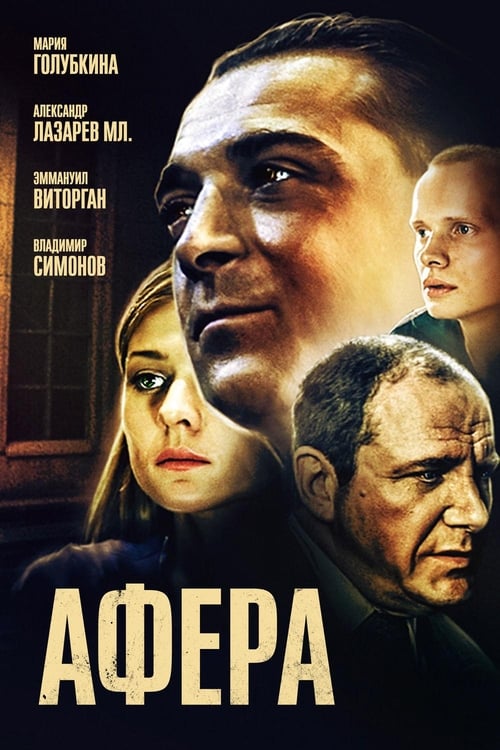 МАРИЯ
ГОЛУБКИНА
АЛЕКСАНДР
ЛАЗАРЕВ МЛ.
ЭММАНУИЛ
ВИТОРГАН
ВЛАДИМИР
СИМОНОВ
АФЕРА